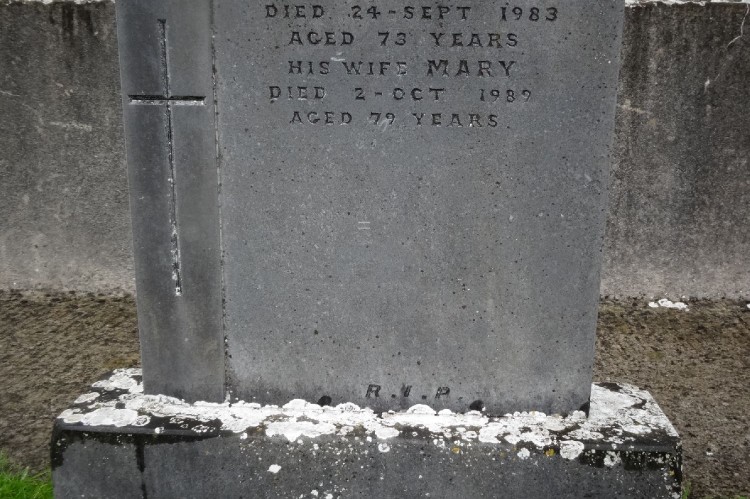 DIED 24-SEPT 1983
AGED 73 YEARS
HIS WIFE MARY
DIED 2-OCT 1989
AGED 79 YEARS
R.I.P.